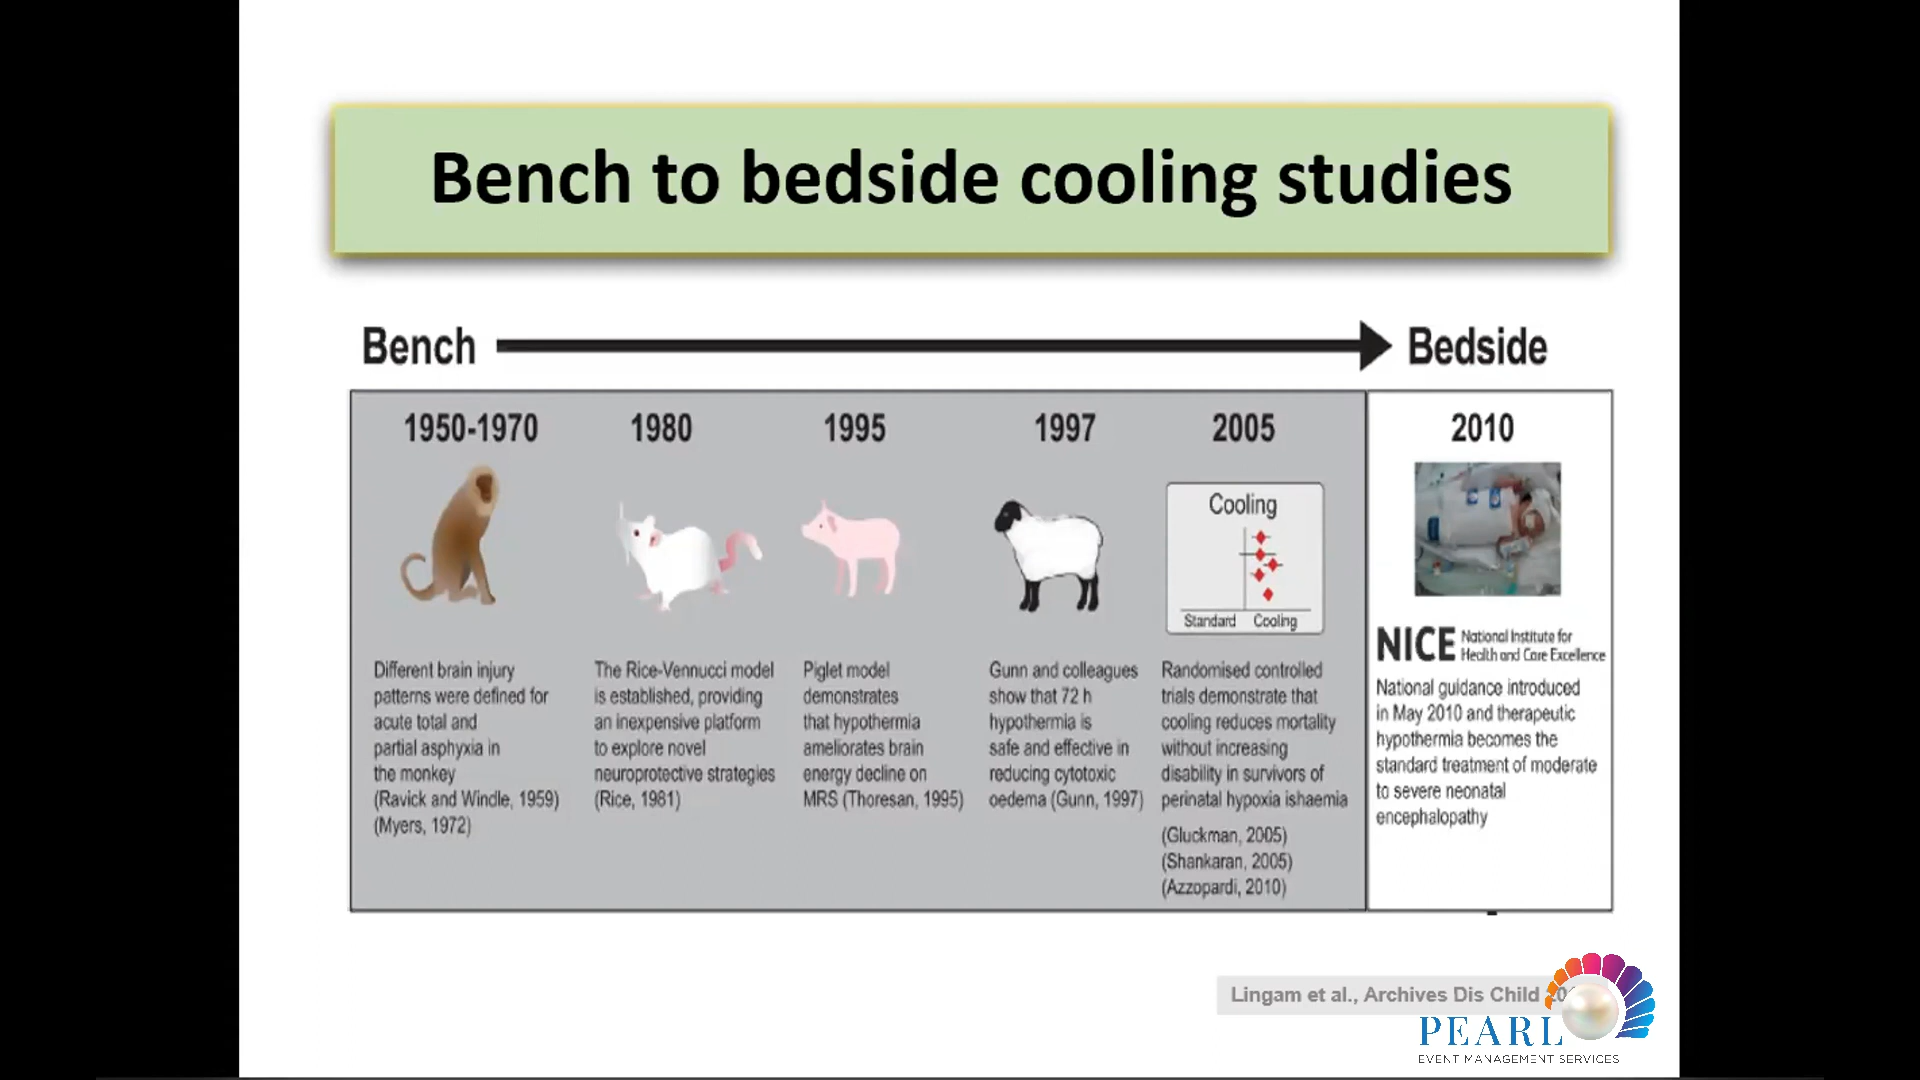 Bench to bedside cooling studies
Bench
Bedside
1950-1970
Different brain injury
patterns were defined for
acute total and
partial asphyxia in
the monkey
(Ravick and Windle, 1959)
(Myers, 1972)
1980
The Rice-Vennucci model
is established, providing
an inexpensive platform
to explore novel
neuroprotective strategies
(Rice, 1981)
1995
Piglet model
demonstrates
that hypothermia
ameliorates brain
energy decline on
MRS (Thoresan, 1995)
1997
Gunn and colleagues
show that 72 h
hypothermia is
safe and effective in
reducing cytotoxic
oedema (Gunn, 1997)
2005
Cooling
Standard Cooling
Randomised controlled
trials demonstrate that
cooling reduces mortality
without increasing
disability in survivors of
perinatal hypoxia ishaemia
(Gluckman, 2005)
(Shankaran, 2005)
(Azzopardi, 2010)
2010
NICE National Institute for
Health and Care Excellence
National guidance introduced
in May 2010 and therapeutic
hypothermia becomes the
standard treatment of moderate
to severe neonatal
encephalopathy
Lingam et al., Archives Dis Child
PEARL
EVENT MANAGEMENT SERVICES